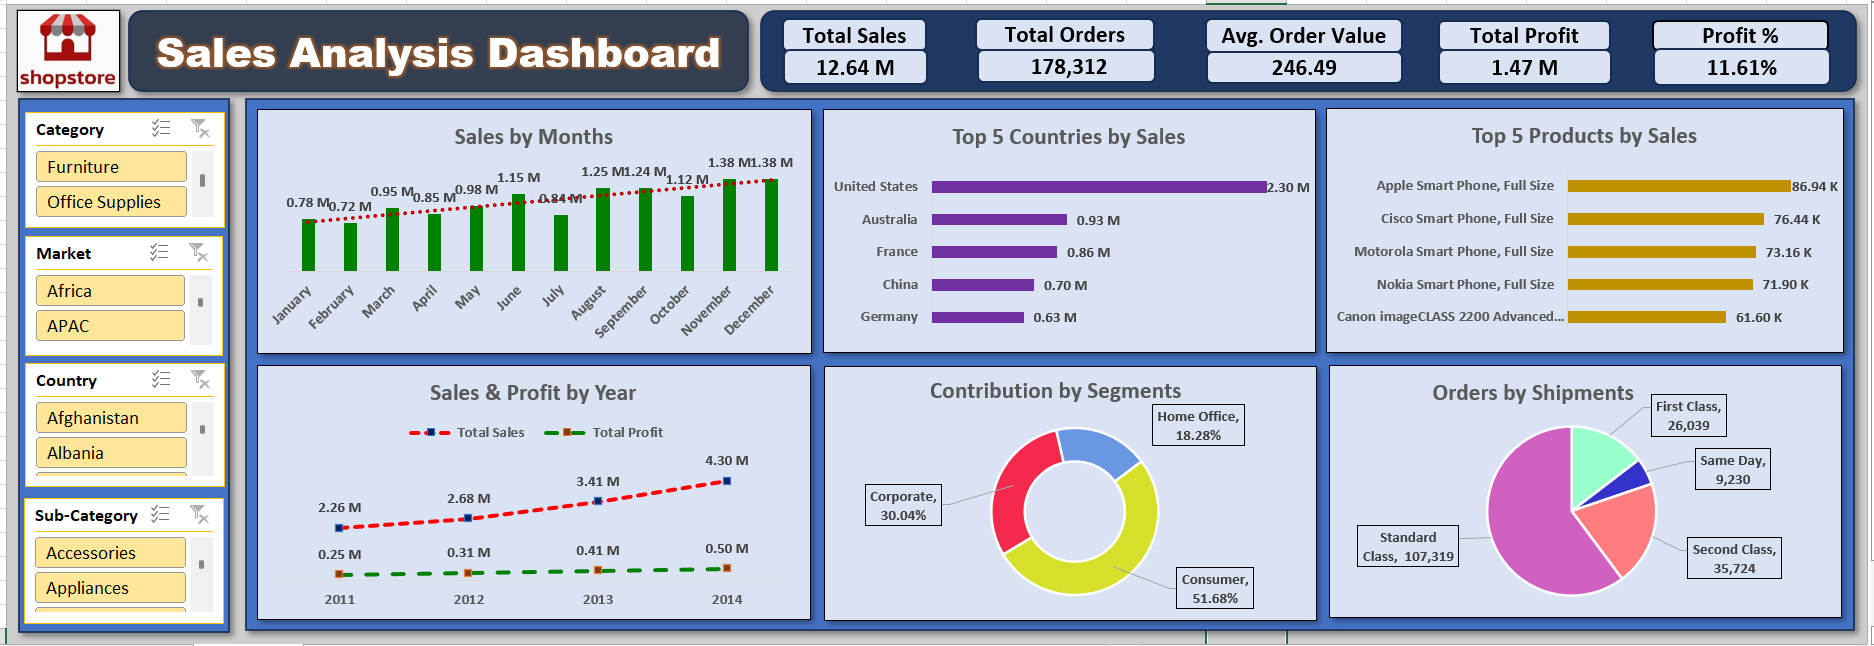 shopstore
Sales Analysis Dashboard
Total Sales
12.64 M
Total Orders
178,312
Avg. Order Value
246.49
Total Profit
1.47 M
Profit %
11.61%
Category
Furniture
Office Supplies
Market
Africa
APAC
Country
Afghanistan
Albania
Sub-Category
Accessories
Appliances
Sales by Months
0.78 M
0.72 M
0.95 M
0.85 M
0.98 M
1.15 M
0.84 M
1.25 M
1.24 M
1.12 M
1.38 M
1.38 M
January
February
March
April
May
June
July
August
September
October
November
December
Top 5 Countries by Sales
United States
2.30 M
Australia
0.93 M
France
0.86 M
China
0.70 M
Germany
0.63 M
Top 5 Products by Sales
Apple Smart Phone, Full Size
86.94 K
Cisco Smart Phone, Full Size
76.44 K
Motorola Smart Phone, Full Size
73.16 K
Nokia Smart Phone, Full Size
71.90 K
Canon imageCLASS 2200 Advanced...
61.60 K
Sales & Profit by Year
Total Sales
Total Profit
2.26 M
2.68 M
3.41 M
4.30 M
0.25 M
0.31 M
0.41 M
0.50 M
2011
2012
2013
2014
Contribution by Segments
Home Office,
18.28%
Corporate,
30.04%
Consumer,
51.68%
Orders by Shipments
First Class,
26,039
Same Day,
9,230
Standard
Class, 107,319
Second Class,
35,724